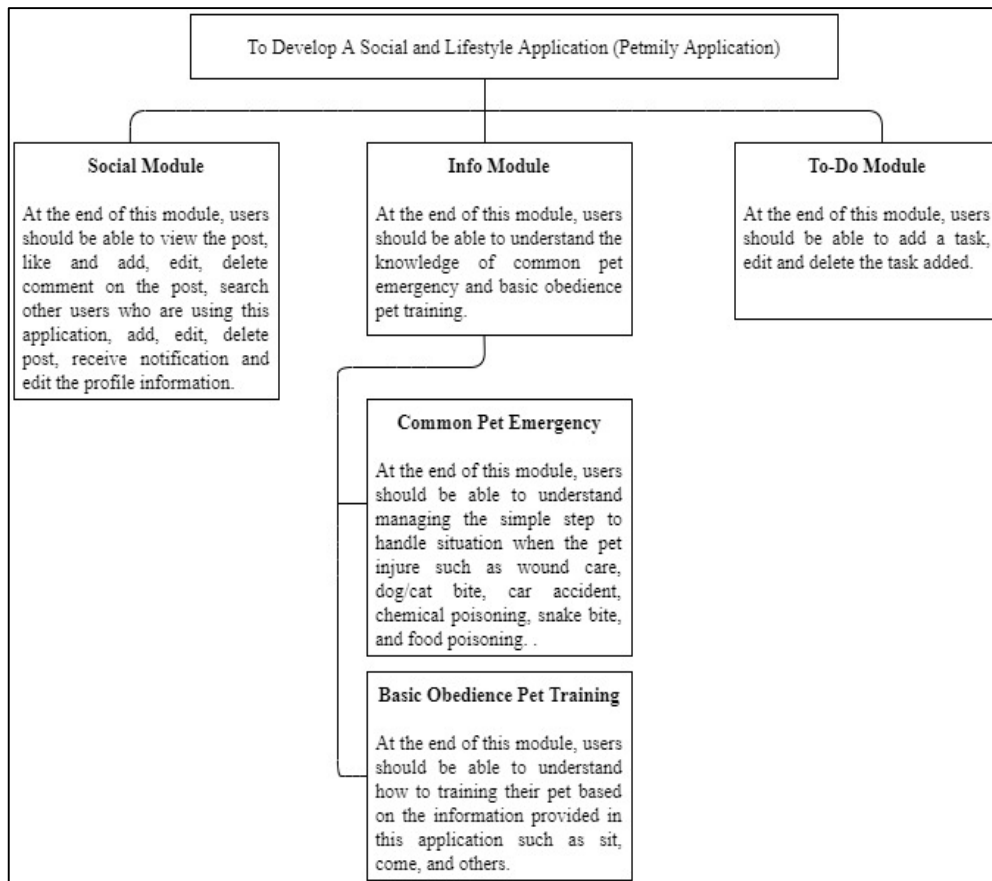 To Develop A Social and Lifestyle Application (Petmily Application)
Social Module
At the end of this module, users
should be able to view the post,
like and add, edit, delete
comment on the post, search
other users who are using this
application, add, edit, delete
post, receive notification and
edit the profile information.
Info Module
At the end of this module, users
should be able to understand the
knowledge of common pet
emergency and basic obedience
pet training.
To-Do Module
At the end of this module, users
should be able to add a task,
edit and delete the task added.
Common Pet Emergency
At the end of this module, users
should be able to understand
managing the simple step to
handle situation when the pet
injure such as wound care,
dog/cat bite, car accident,
chemical poisoning, snake bite,
and food poisoning. .
Basic Obedience Pet Training
At the end of this module, users
should be able to understand
how to training their pet based
on the information provided in
this application such as sit,
come, and others.